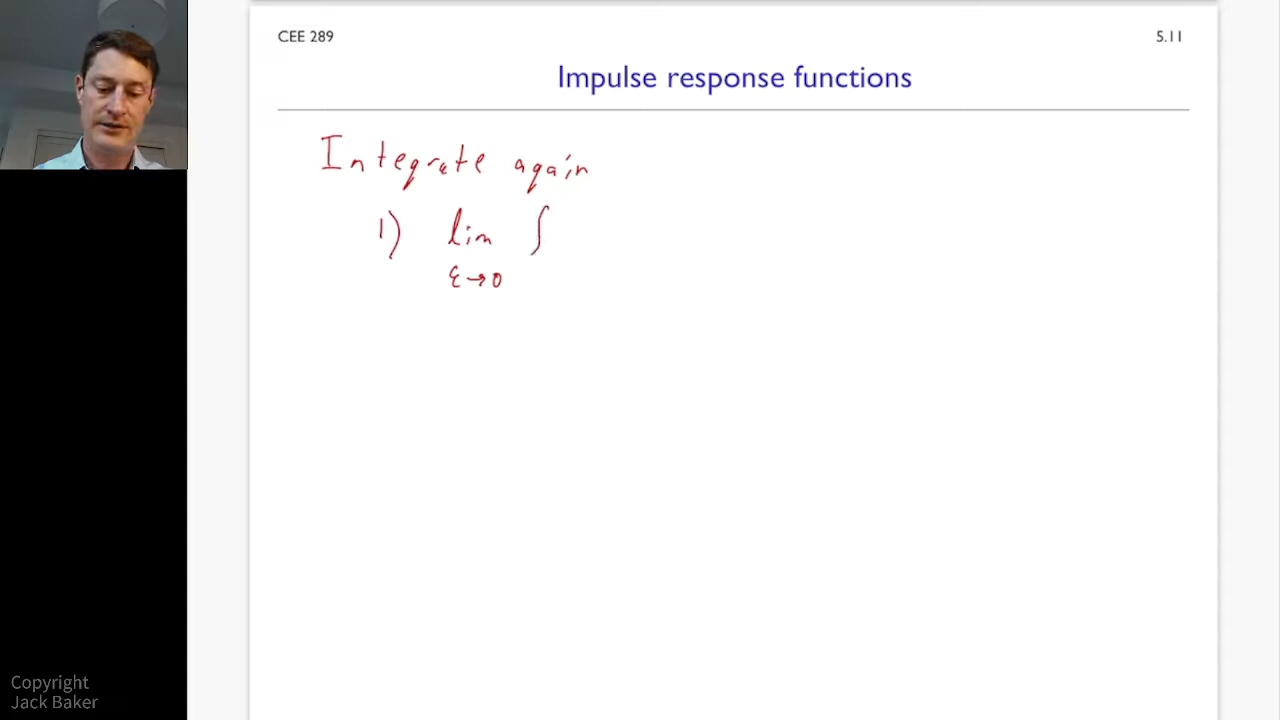 CEE 289
5.11
Impulse response functions
Integrate again
1) lim ∫
ε→0
Copyright
Jack Baker